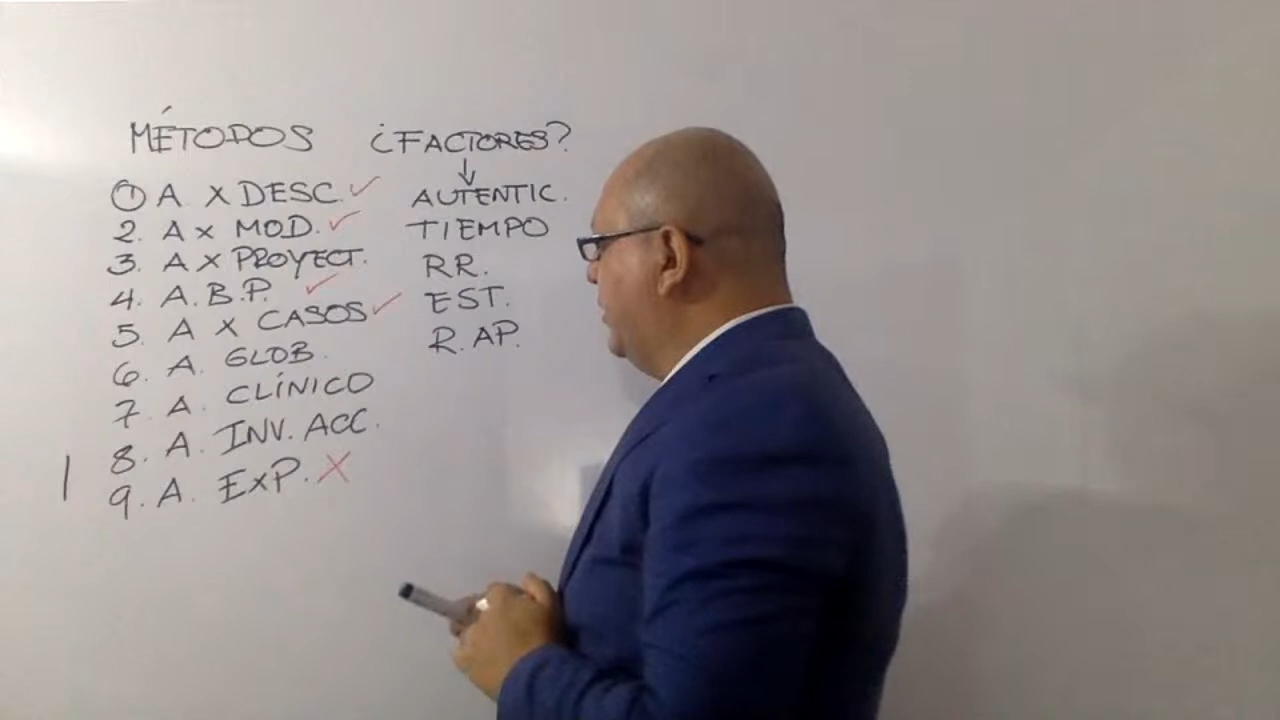 MÉTODOS
① A X DESC. ✓
2. A X MOD. ✓
3. A X PROYECT.
4. A.B.P. ✓
5. A X CASOS ✓
6. A. GLOB.
7. A. CLÍNICO
8. A. INV. ACC.
9. A. EXP. X
¿FACTORES?
↓
AUTENTIC.
TIEMPO
RR.
EST.
R. AP.